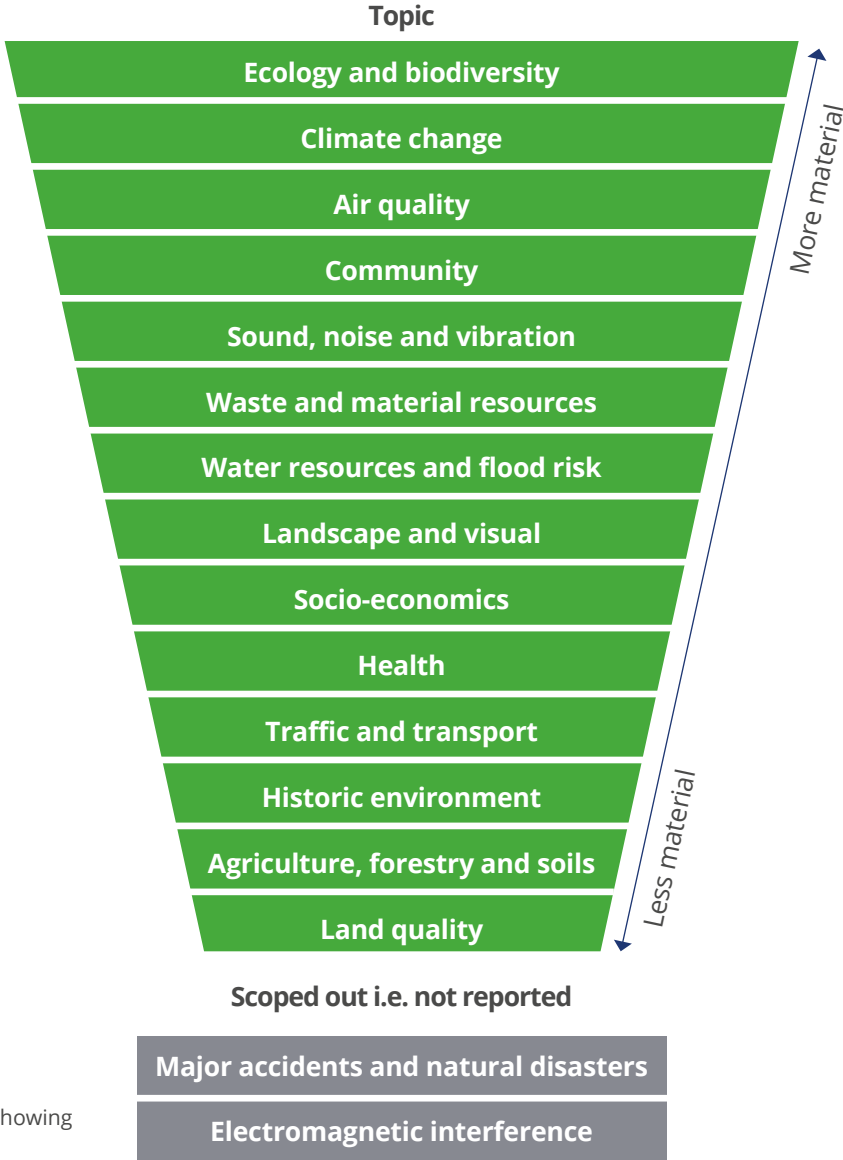 Topic
Ecology and biodiversity
Climate change
Air quality
Community
Sound, noise and vibration
Waste and material resources
Water resources and flood risk
Landscape and visual
Socio-economics
Health
Traffic and transport
Historic environment
Agriculture, forestry and soils
Land quality
More material
Less material
Scoped out i.e. not reported
Major accidents and natural disasters
Electromagnetic interference